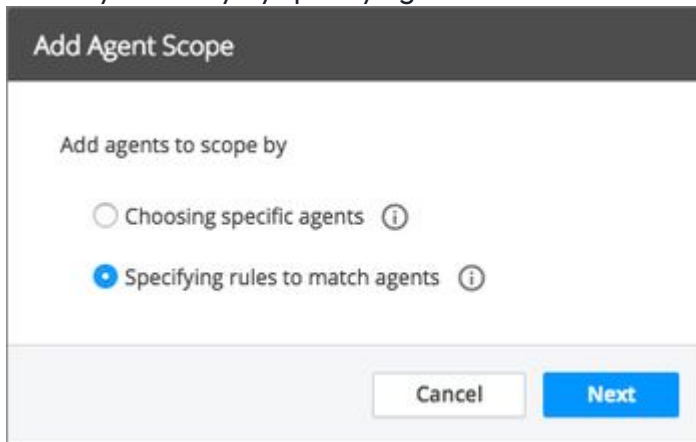 Add Agent Scope
Add agents to scope by
Choosing specific agents
Specifying rules to match agents
Cancel
Next